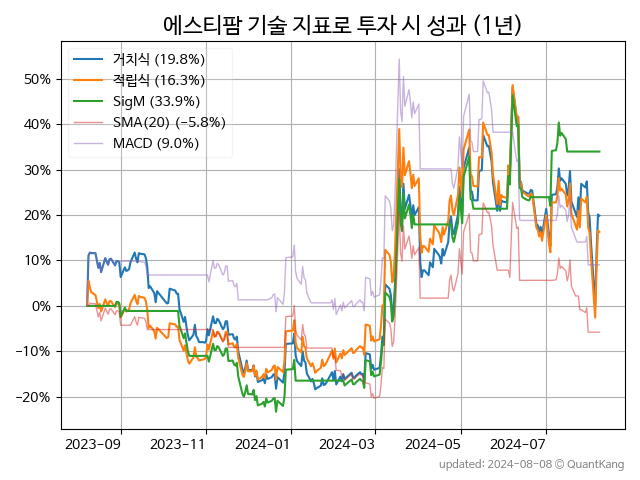 에스티팜 기술 지표로 투자 시 성과 (1년)
거치식 (19.8%)
적립식 (16.3%)
SigM (33.9%)
SMA(20) (−5.8%)
MACD (9.0%)
50%
40%
30%
20%
10%
0%
−10%
−20%
2023-09 2023-11 2024-01 2024-03 2024-05 2024-07
updated: 2024-08-08 © QuantKang